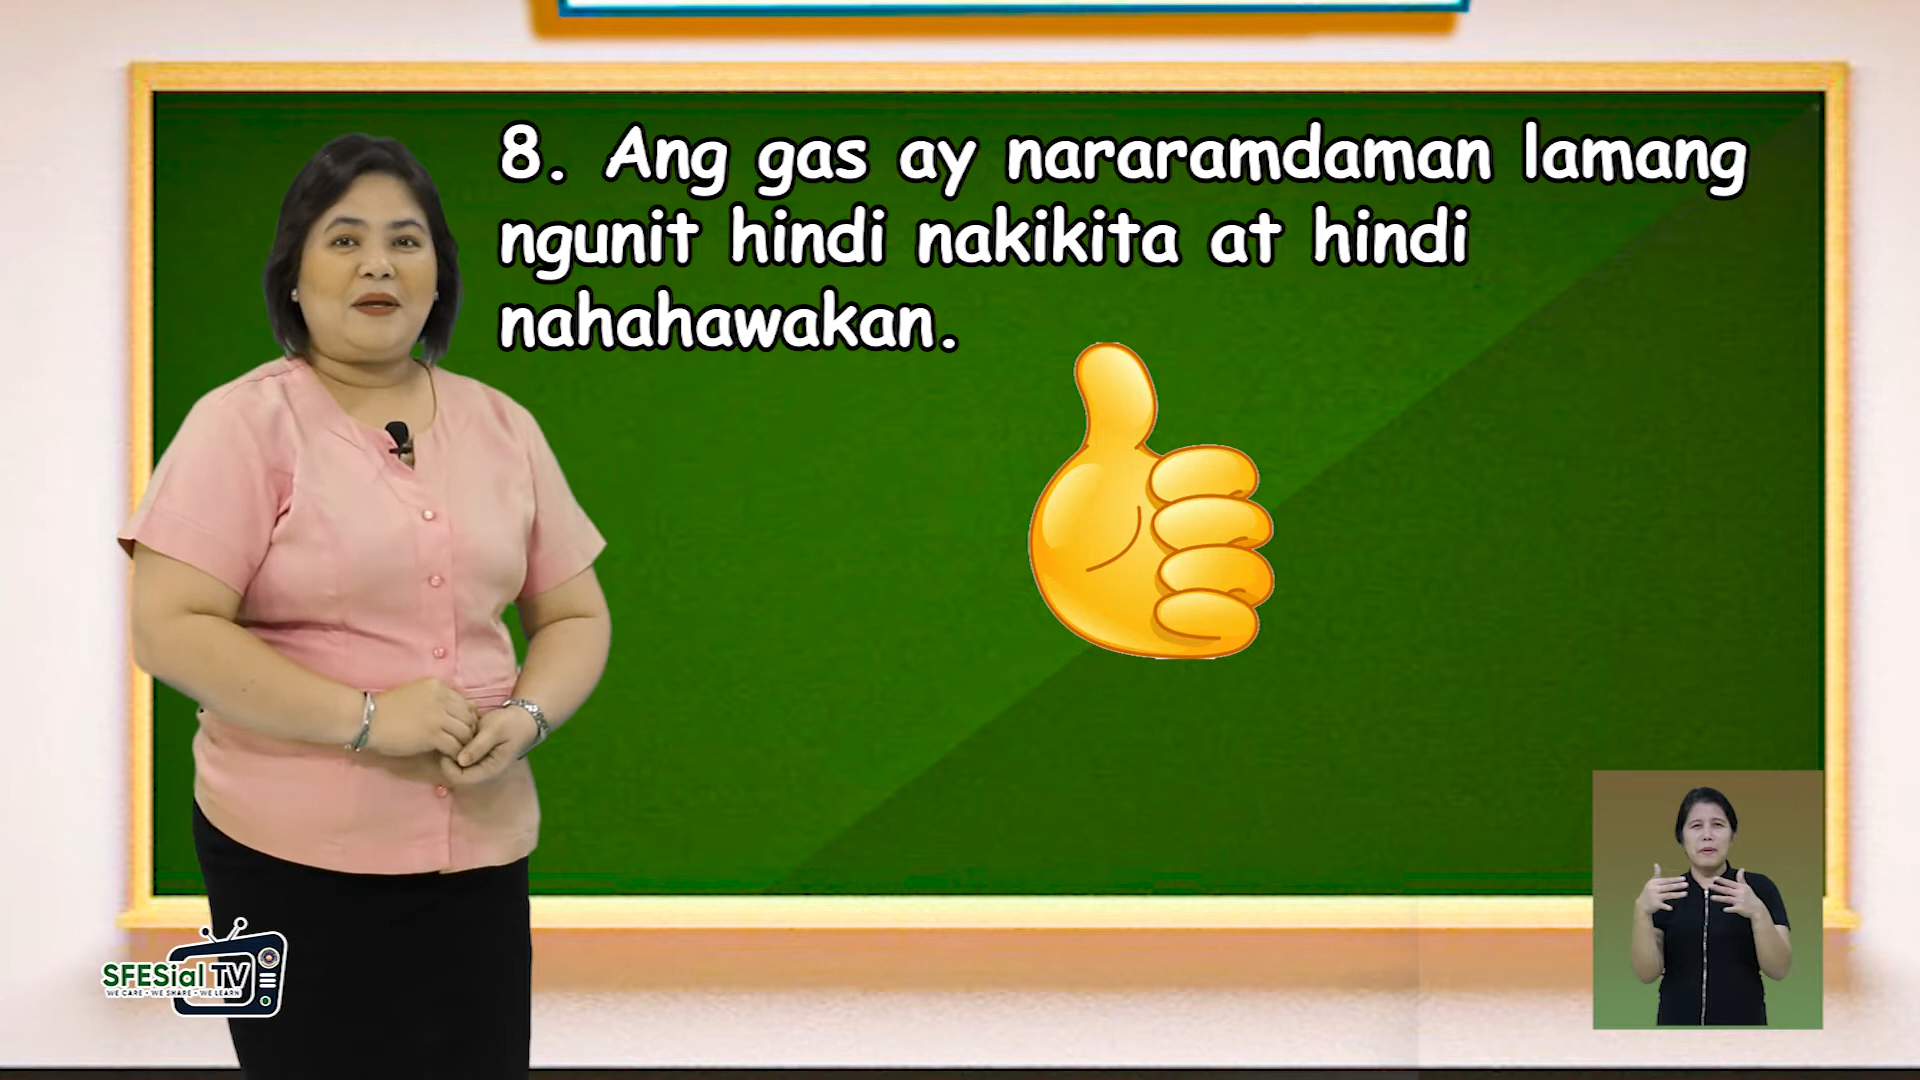 8. Ang gas ay nararamdaman lamang
ngunit hindi nakikita at hindi
nahahawakan.
SFESial TV
WE CARE - WE SHARE - WE LEARN